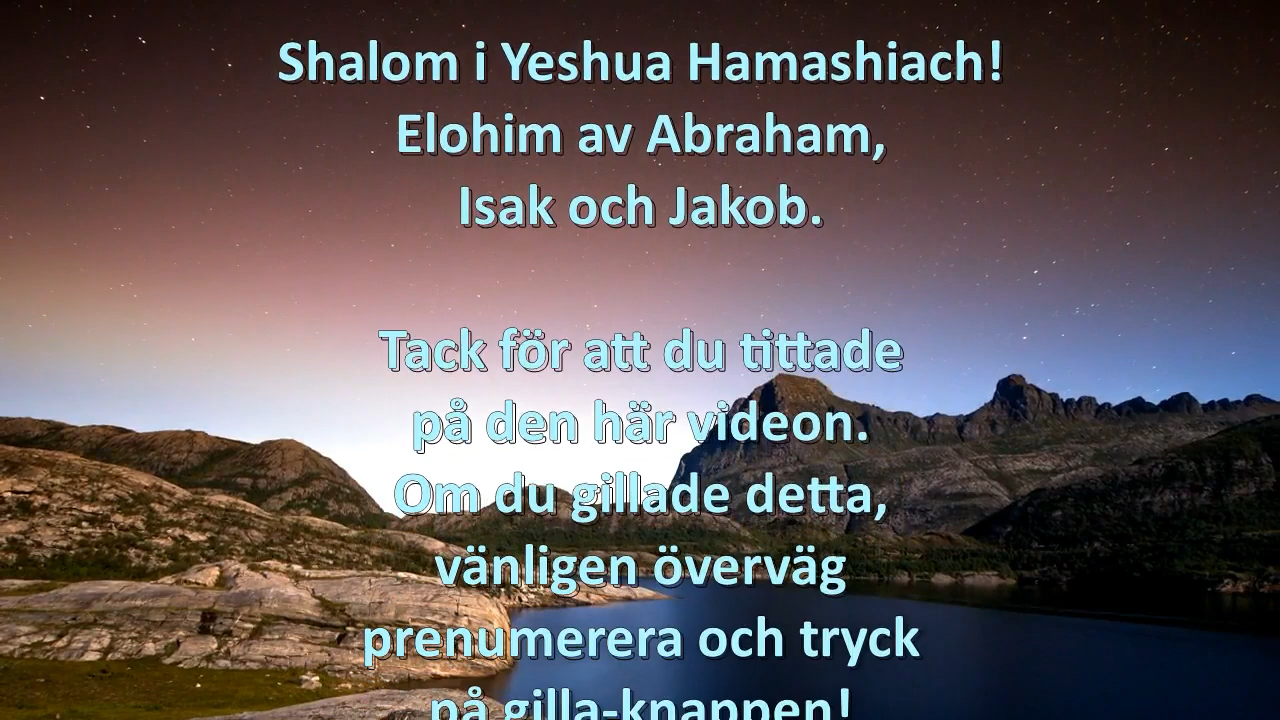 Shalom i Yeshua Hamashiach!
Elohim av Abraham,
Isak och Jakob.
Tack för att du tittade
på den här videon.
Om du gillade detta,
vänligen överväg
prenumerera och tryck
på gilla-knappen!